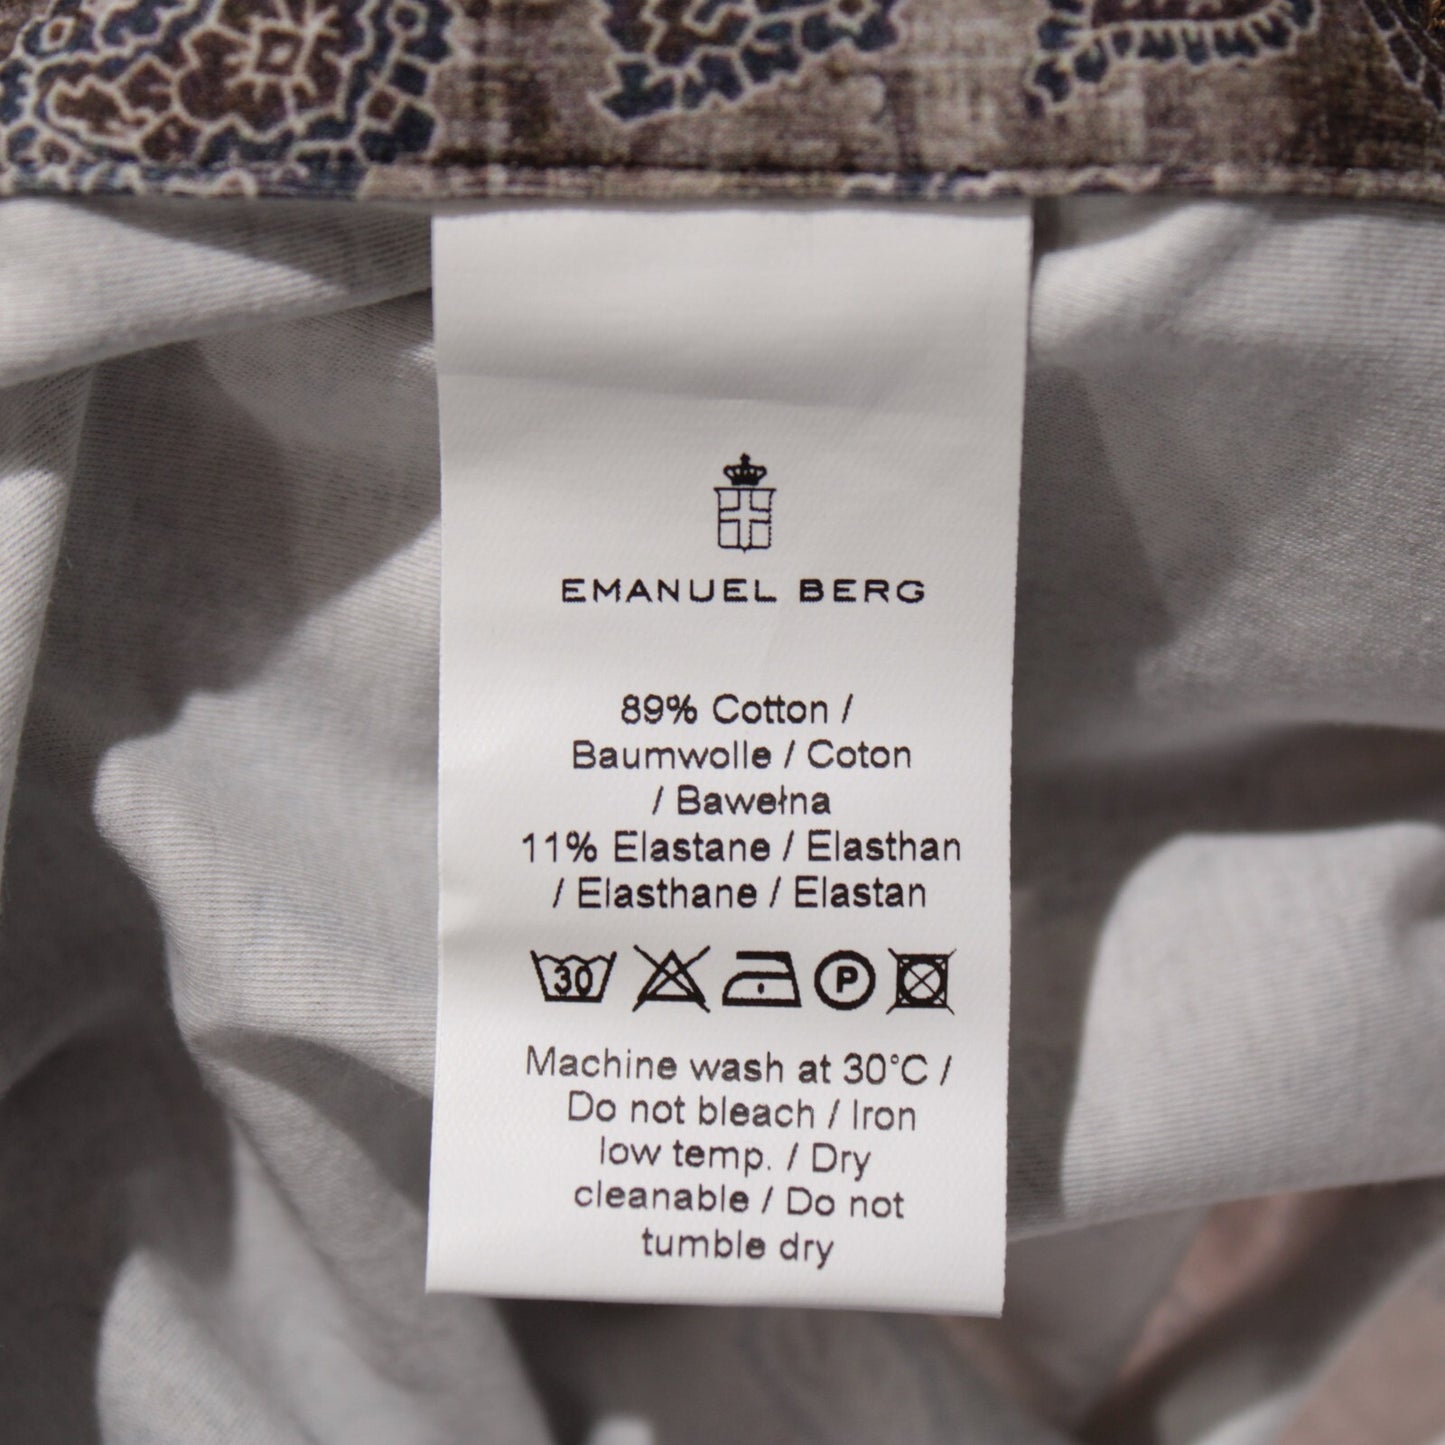 EMANUEL BERG
89% Cotton /
Baumwolle / Coton
/ Bawełna
11% Elastane / Elasthan
/ Elasthane / Elastan
30 P
Machine wash at 30°C /
Do not bleach / Iron
low temp. / Dry
cleanable / Do not
tumble dry